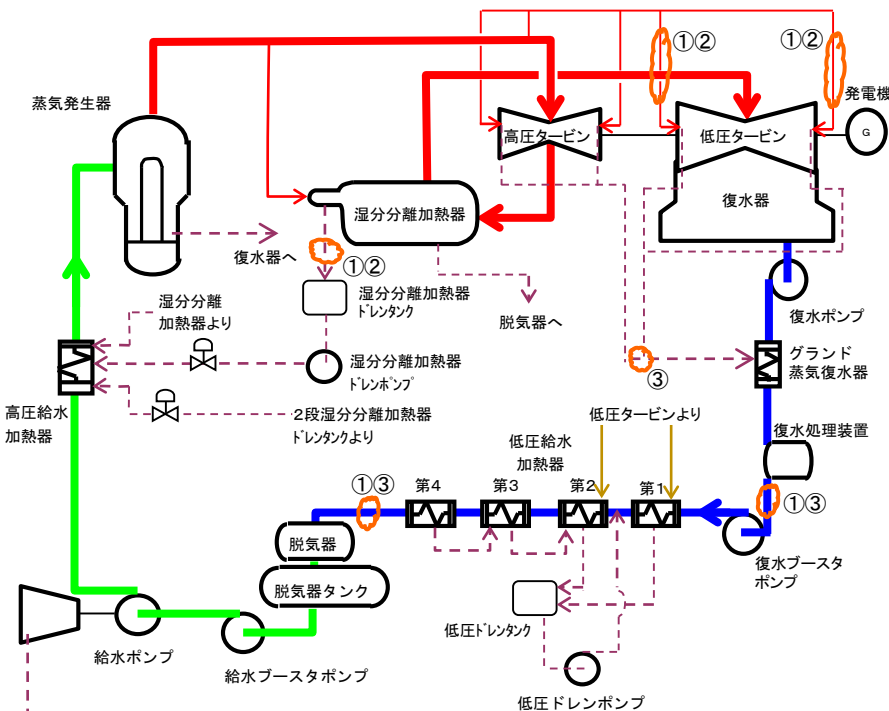 ①②
①②
蒸気発生器
発電機
高圧タービン
低圧タービン
G
湿分分離加熱器
復水器
復水器へ
①②
湿分分離加熱器
ﾄﾞﾚﾝタンク
脱気器へ
湿分分離
加熱器より
復水ポンプ
湿分分離加熱器
ﾄﾞﾚﾝﾎﾟﾝﾌﾟ
グランド
蒸気復水器
③
高圧給水
加熱器
２段湿分分離加熱器
ﾄﾞﾚﾝﾀﾝｸより
低圧タービンより
低圧給水
加熱器
復水処理装置
①③
第4
第3
第2
第1
①③
脱気器
脱気器タンク
復水ブースタ
ポンプ
低圧ﾄﾞﾚﾝﾀﾝｸ
給水ポンプ
給水ブースタポンプ
低圧ドレンポンプ